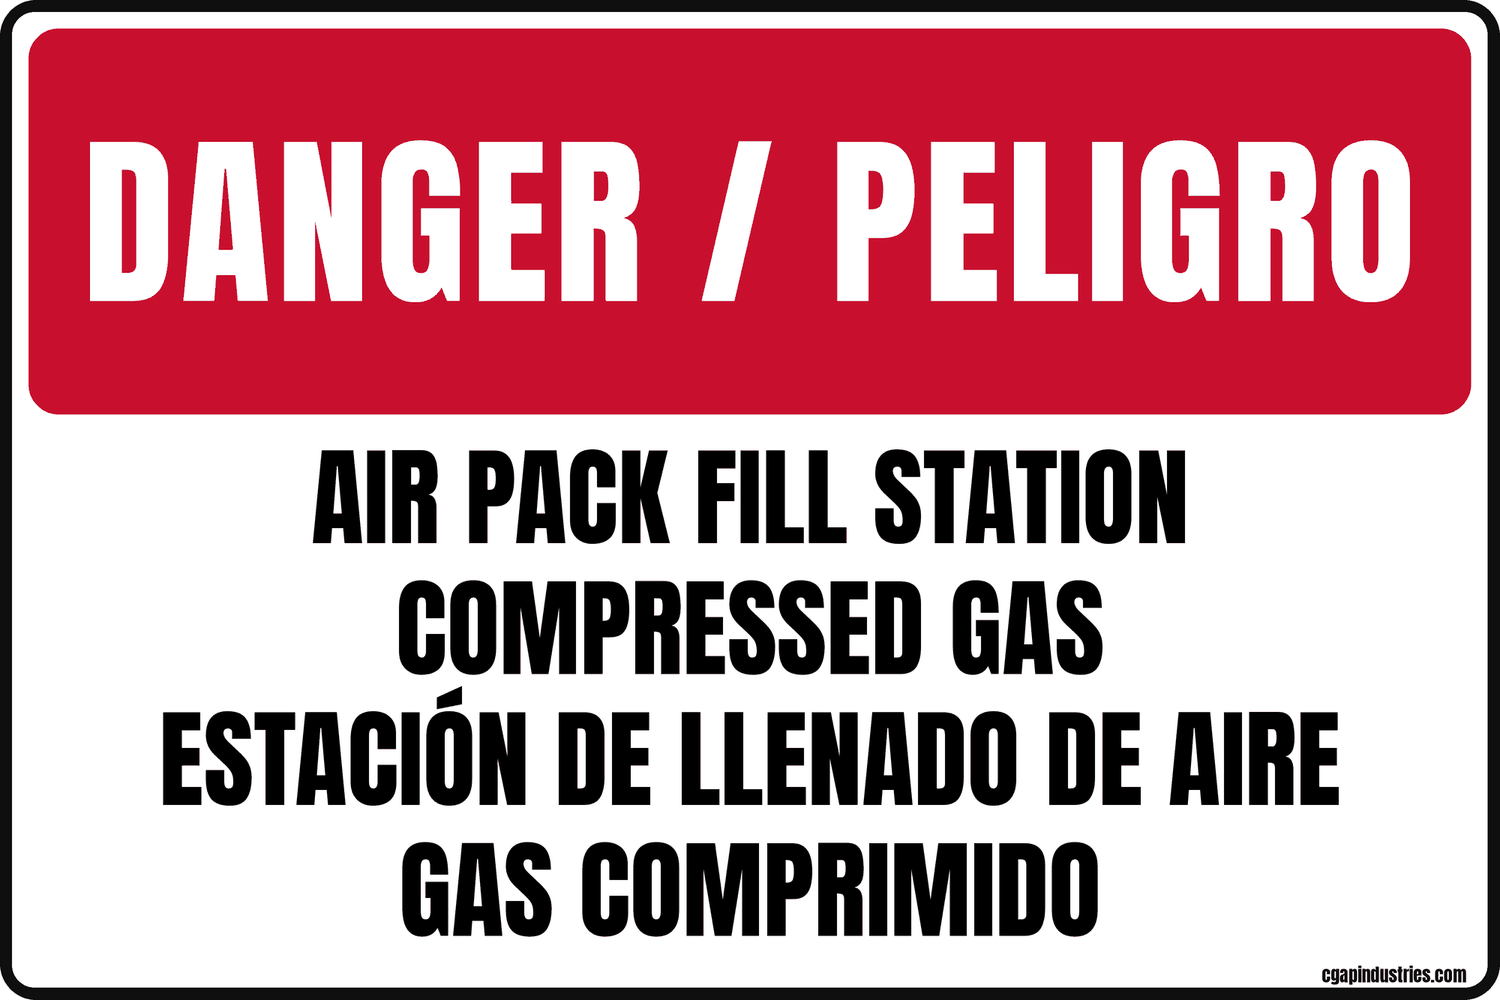 DANGER / PELIGRO
AIR PACK FILL STATION
COMPRESSED GAS
ESTACIÓN DE LLENADO DE AIRE
GAS COMPRIMIDO
cgapindustries.com